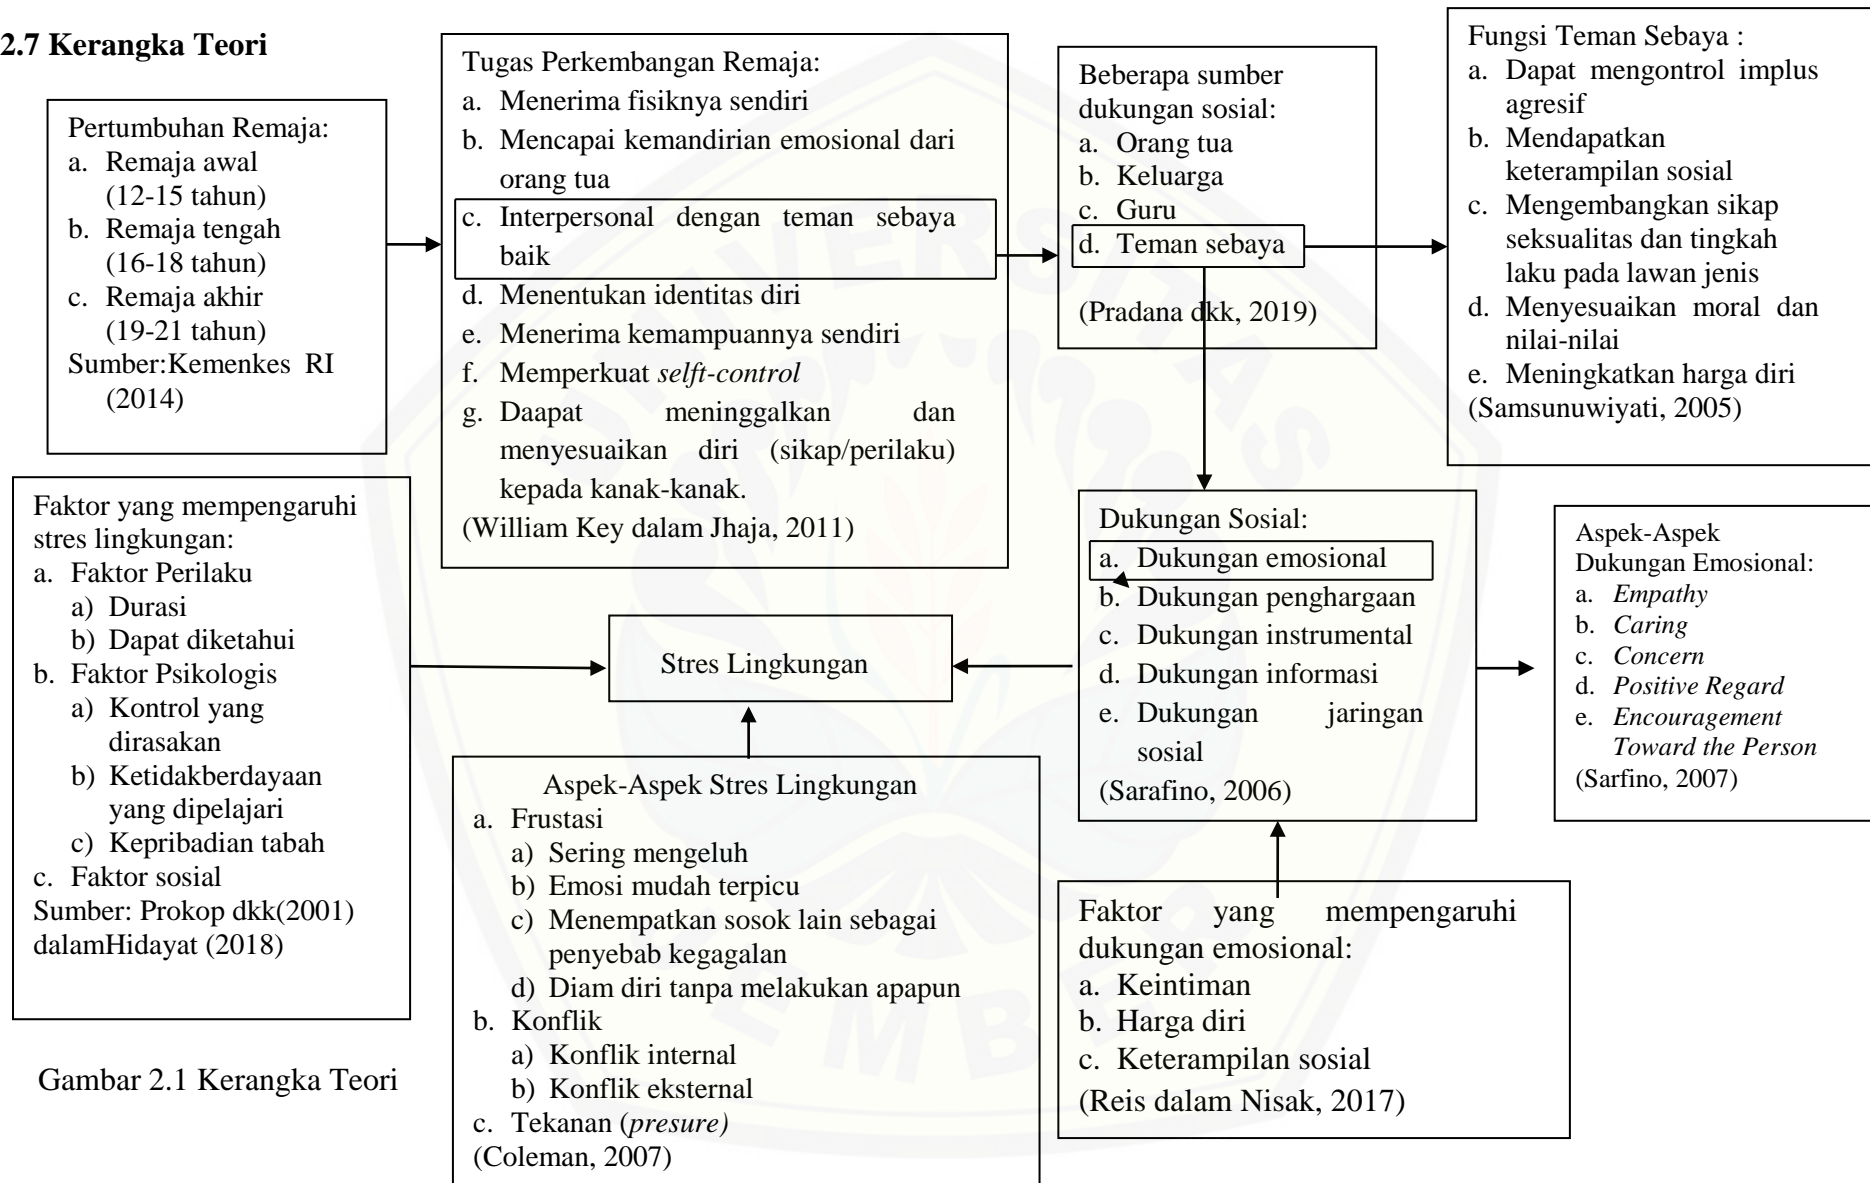 2.7 Kerangka Teori
Pertumbuhan Remaja:
a. Remaja awal
(12-15 tahun)
b. Remaja tengah
(16-18 tahun)
c. Remaja akhir
(19-21 tahun)
Sumber:Kemenkes RI
(2014)
Tugas Perkembangan Remaja:
a. Menerima fisiknya sendiri
b. Mencapai kemandirian emosional dari
orang tua
c. Interpersonal dengan teman sebaya
baik
d. Menentukan identitas diri
e. Menerima kemampuannya sendiri
f. Memperkuat selft-control
g. Daapat meninggalkan dan
menyesuaikan diri (sikap/perilaku)
kepada kanak-kanak.
(William Key dalam Jhaja, 2011)
Beberapa sumber
dukungan sosial:
a. Orang tua
b. Keluarga
c. Guru
d. Teman sebaya
(Pradana dkk, 2019)
Fungsi Teman Sebaya :
a. Dapat mengontrol implus
agresif
b. Mendapatkan
keterampilan sosial
c. Mengembangkan sikap
seksualitas dan tingkah
laku pada lawan jenis
d. Menyesuaikan moral dan
nilai-nilai
e. Meningkatkan harga diri
(Samsunuwiyati, 2005)
Faktor yang mempengaruhi
stres lingkungan:
a. Faktor Perilaku
a) Durasi
b) Dapat diketahui
b. Faktor Psikologis
a) Kontrol yang
dirasakan
b) Ketidakberdayaan
yang dipelajari
c) Kepribadian tabah
c. Faktor sosial
Sumber: Prokop dkk(2001)
dalamHidayat (2018)
Stres Lingkungan
Dukungan Sosial:
a. Dukungan emosional
b. Dukungan penghargaan
c. Dukungan instrumental
d. Dukungan informasi
e. Dukungan jaringan
sosial
(Sarafino, 2006)
Aspek-Aspek
Dukungan Emosional:
a. Empathy
b. Caring
c. Concern
d. Positive Regard
e. Encouragement
Toward the Person
(Sarfino, 2007)
Aspek-Aspek Stres Lingkungan
a. Frustasi
a) Sering mengeluh
b) Emosi mudah terpicu
c) Menempatkan sosok lain sebagai
penyebab kegagalan
d) Diam diri tanpa melakukan apapun
b. Konflik
a) Konflik internal
b) Konflik eksternal
c. Tekanan (presure)
(Coleman, 2007)
Faktor yang mempengaruhi
dukungan emosional:
a. Keintiman
b. Harga diri
c. Keterampilan sosial
(Reis dalam Nisak, 2017)
Gambar 2.1 Kerangka Teori
UNIVERSITAS
JEMBER